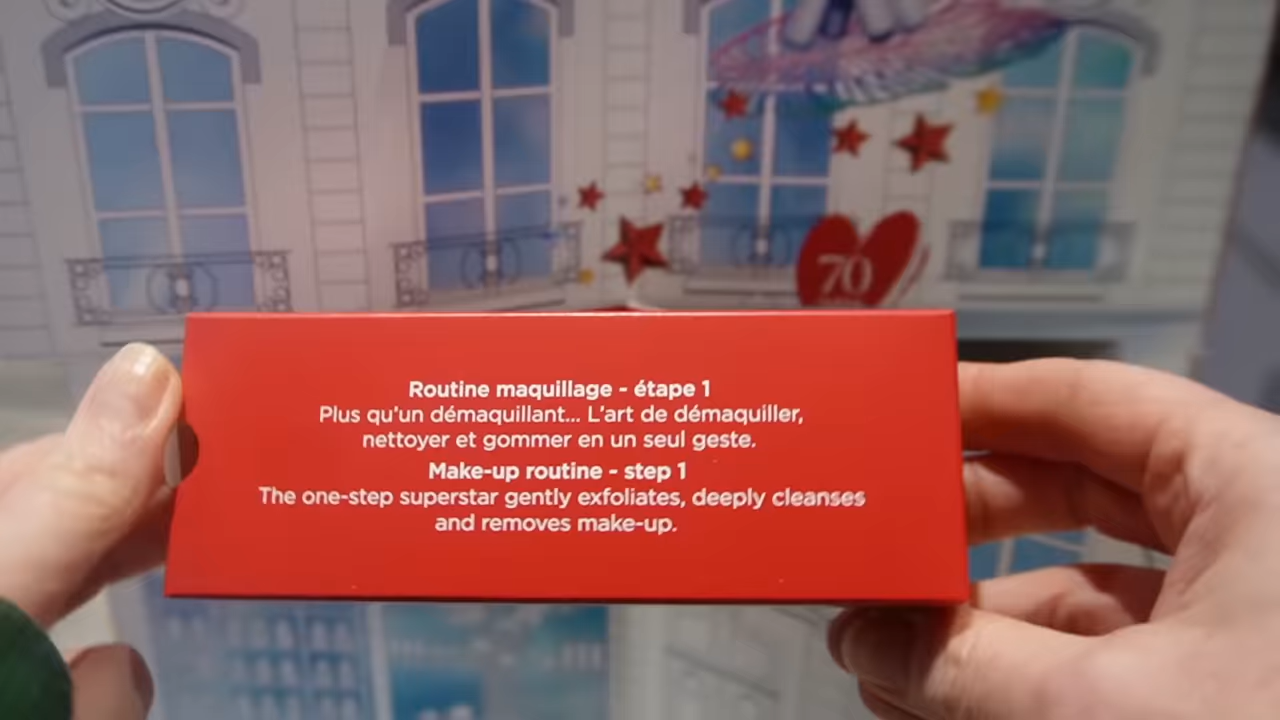 70
Routine maquillage - étape 1
Plus qu'un démaquillant... L'art de démaquiller,
nettoyer et gommer en un seul geste.
Make-up routine - step 1
The one-step superstar gently exfoliates, deeply cleanses
and removes make-up.